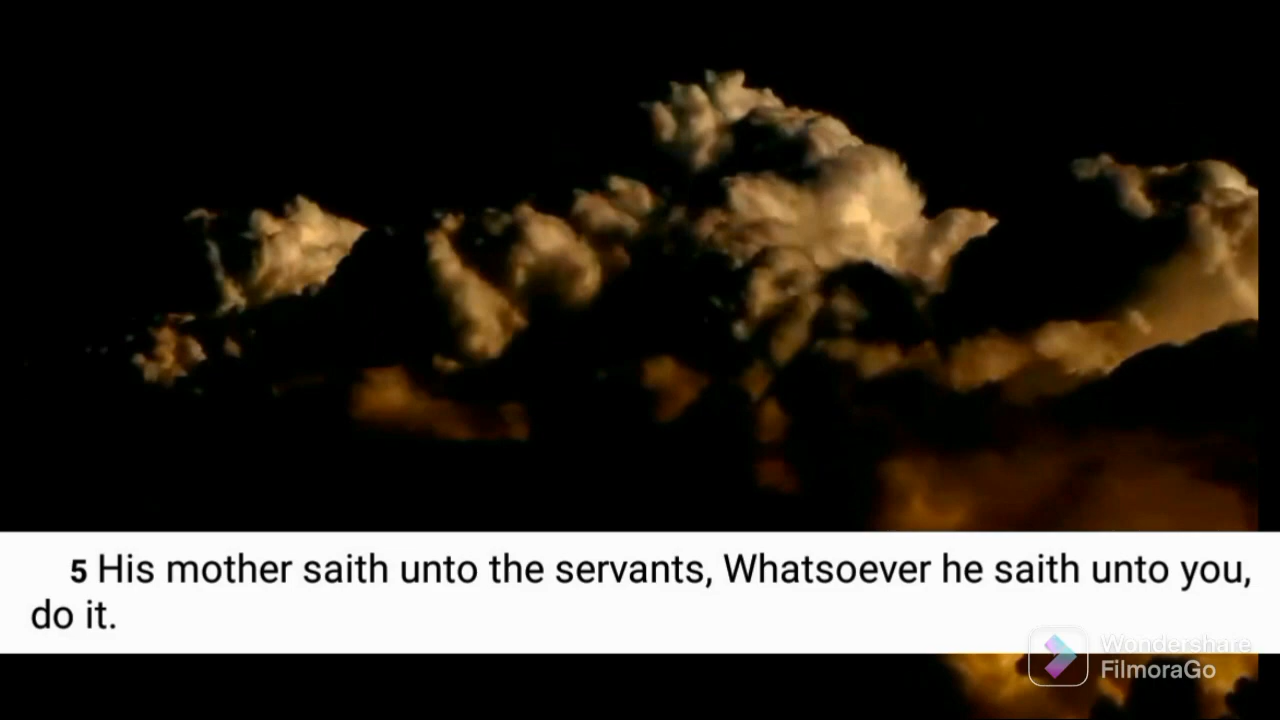 5 His mother saith unto the servants, Whatsoever he saith unto you,
do it.
Wondershare
FilmoraGo